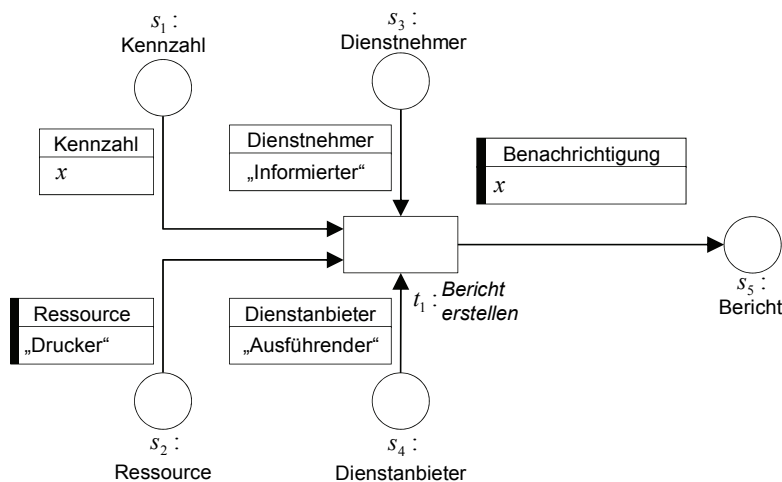 s₁ :
Kennzahl
s₃ :
Dienstnehmer
Kennzahl
x
Dienstnehmer
„Informierter“
Benachrichtigung
x
t₁ : Bericht
erstellen
s₅ :
Bericht
Ressource
„Drucker“
Dienstanbieter
„Ausführender“
s₂ :
Ressource
s₄ :
Dienstanbieter